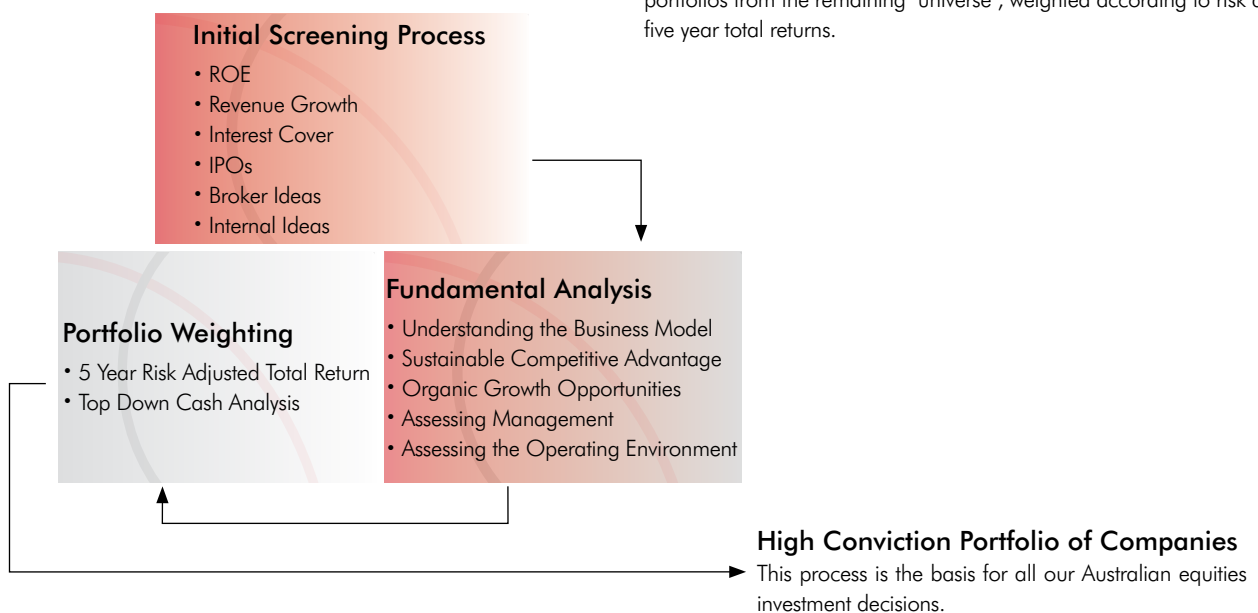 portfolios from the remaining 'universe', weighted according to risk
five year total returns.
Initial Screening Process
• ROE
• Revenue Growth
• Interest Cover
• IPOs
• Broker Ideas
• Internal Ideas
Portfolio Weighting
• 5 Year Risk Adjusted Total Return
• Top Down Cash Analysis
Fundamental Analysis
• Understanding the Business Model
• Sustainable Competitive Advantage
• Organic Growth Opportunities
• Assessing Management
• Assessing the Operating Environment
High Conviction Portfolio of Companies
This process is the basis for all our Australian equities
investment decisions.